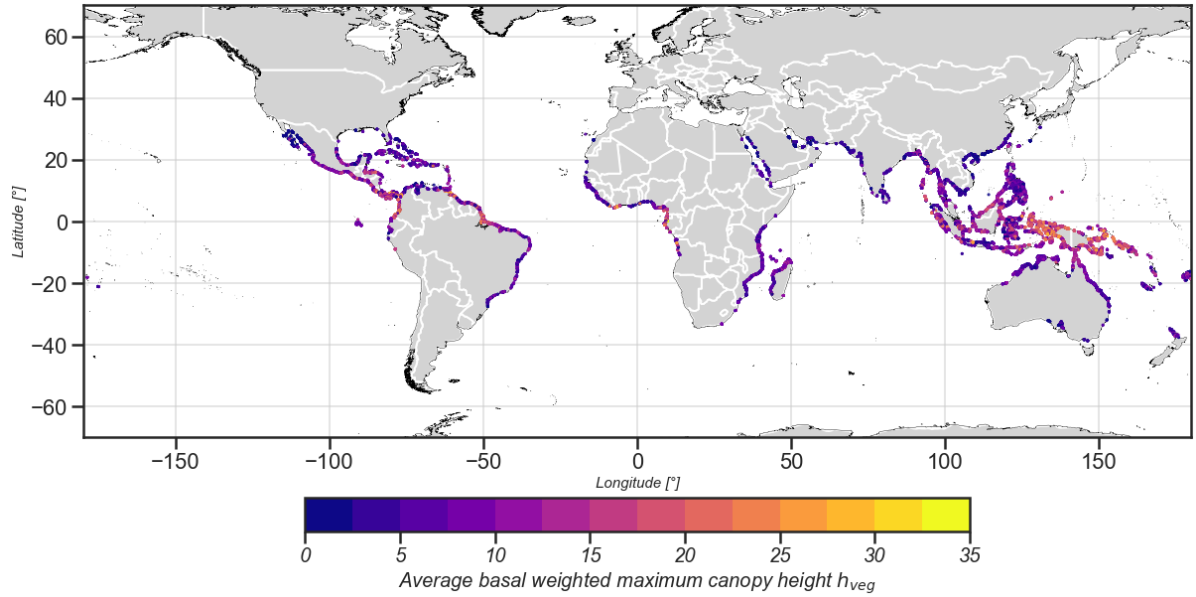 60
40
20
0
−20
−40
−60
Latitude [°]
−150 −100 −50 0 50 100 150
Longitude [°]
0 5 10 15 20 25 30 35
Average basal weighted maximum canopy height hveg